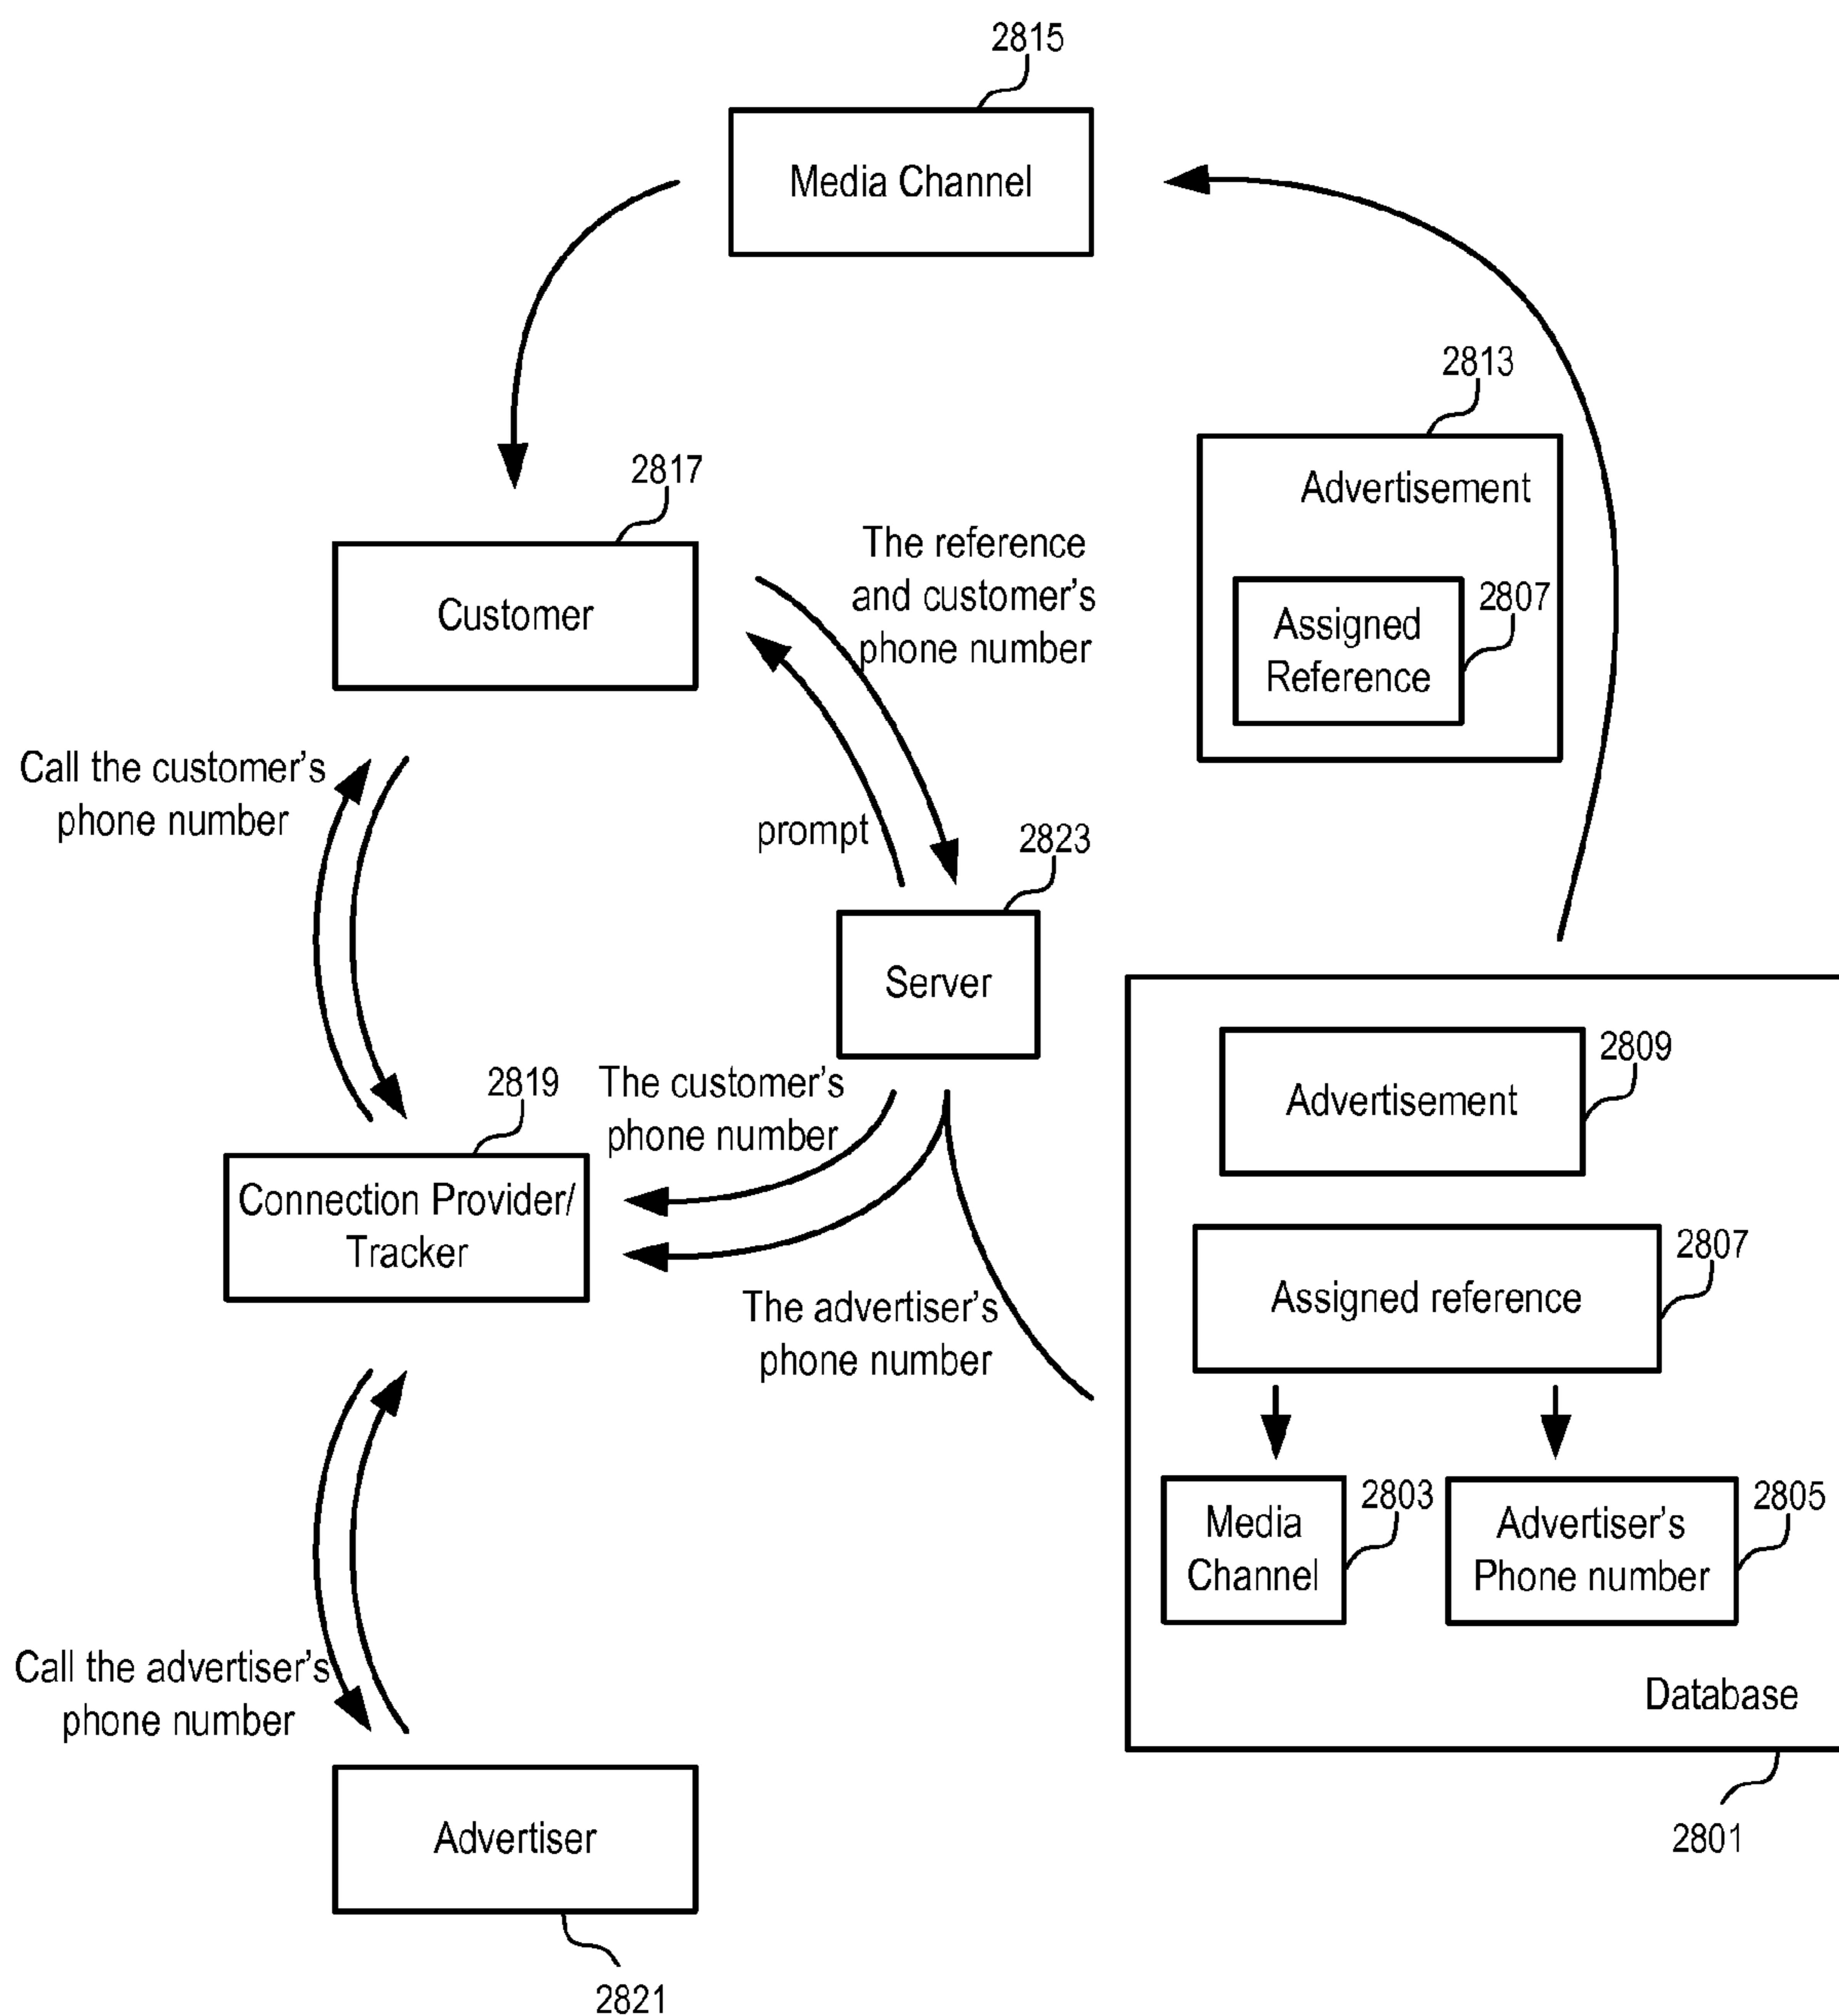 2815
Media Channel
2813
Advertisement
2807
Assigned
Reference
2817
Customer
The reference
and customer's
phone number
Call the customer's
phone number
prompt
2823
Server
2819
Connection Provider/
Tracker
The customer's
phone number
The advertiser's
phone number
2809
Advertisement
2807
Assigned reference
2803
Media
Channel
2805
Advertiser's
Phone number
Database
2801
Call the advertiser's
phone number
Advertiser
2821